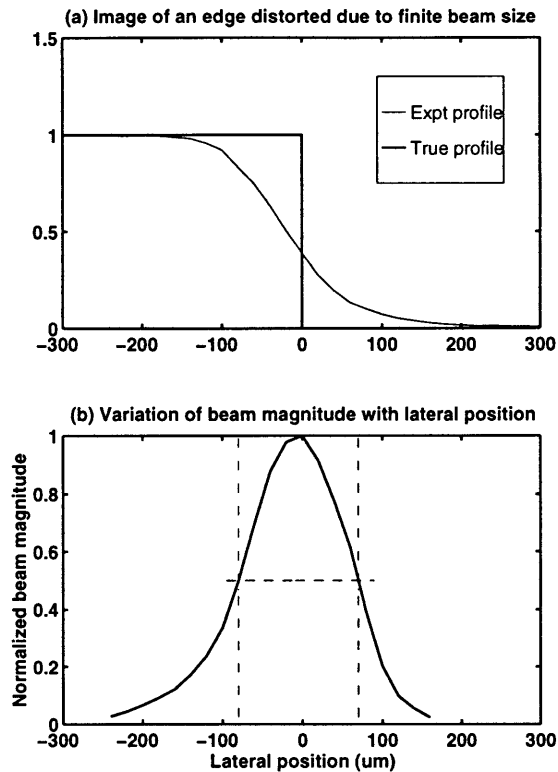 (a) Image of an edge distorted due to finite beam size
1.5
1
0.5
0
Expt profile
True profile
−300 −200 −100 0 100 200 300
(b) Variation of beam magnitude with lateral position
Normalized beam magnitude
1
0.8
0.6
0.4
0.2
0
−300 −200 −100 0 100 200 300
Lateral position (um)